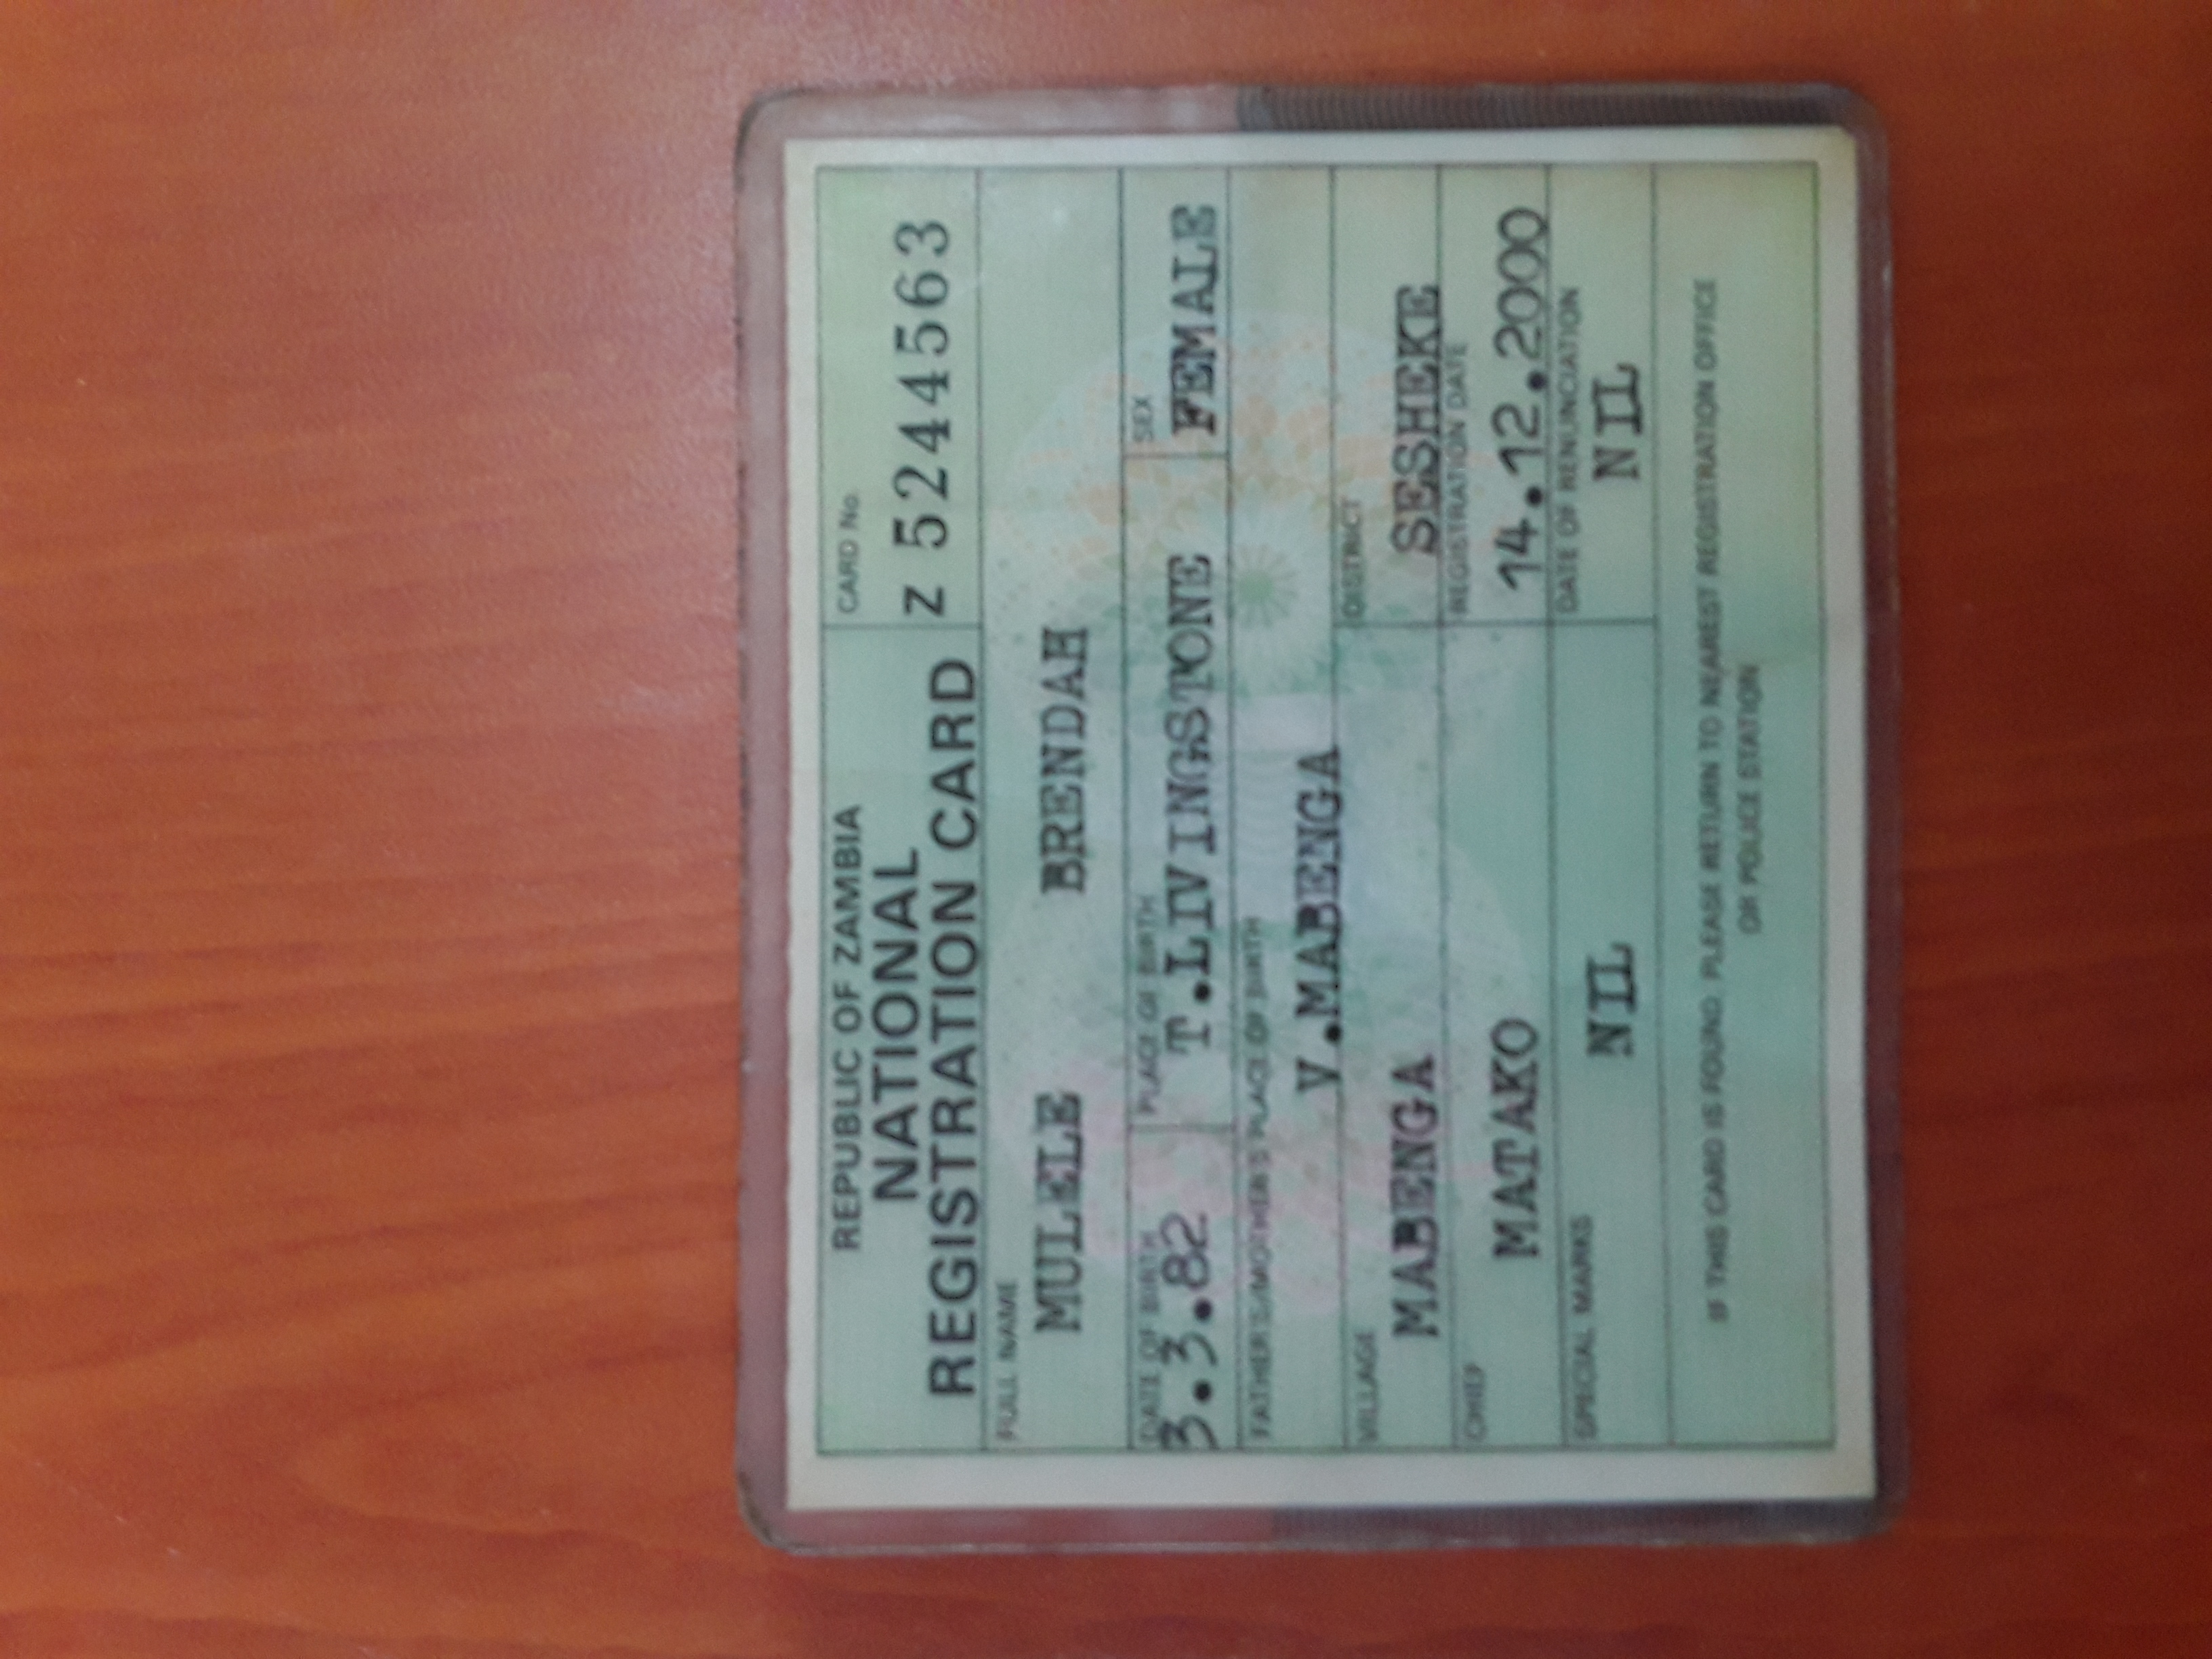 REPUBLIC OF ZAMBIA
NATIONAL
REGISTRATION CARD
CARD No.
Z 5244563
FULL NAME
MULELE BRENDAH
DATE OF BIRTH
3.3.82
PLACE OF BIRTH
T.LIVINGSTONE
SEX
FEMALE
FATHER'S/MOTHER'S PLACE OF BIRTH
V.MABENGA
VILLAGE
MABENGA
DISTRICT
SESHEKE
CHIEF
MATAKO
REGISTRATION DATE
14.12.2000
SPECIAL MARKS
NIL
DATE OF RENUNCIATION
NIL
IF THIS CARD IS FOUND, PLEASE RETURN TO NEAREST REGISTRATION OFFICE
OR POLICE STATION